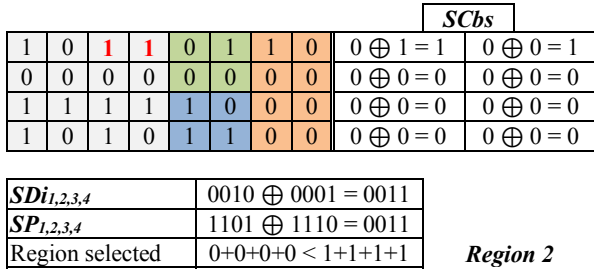 SCbs
1 0 1 1 0 1 1 0 0 ⊕ 1 = 1 0 ⊕ 0 = 1
0 0 0 0 0 0 0 0 0 ⊕ 0 = 0 0 ⊕ 0 = 0
1 1 1 1 1 0 0 0 0 ⊕ 0 = 0 0 ⊕ 0 = 0
1 0 1 0 1 1 0 0 0 ⊕ 0 = 0 0 ⊕ 0 = 0
SDi1,2,3,4 0010 ⊕ 0001 = 0011
SP1,2,3,4 1101 ⊕ 1110 = 0011
Region selected 0+0+0+0 < 1+1+1+1 Region 2